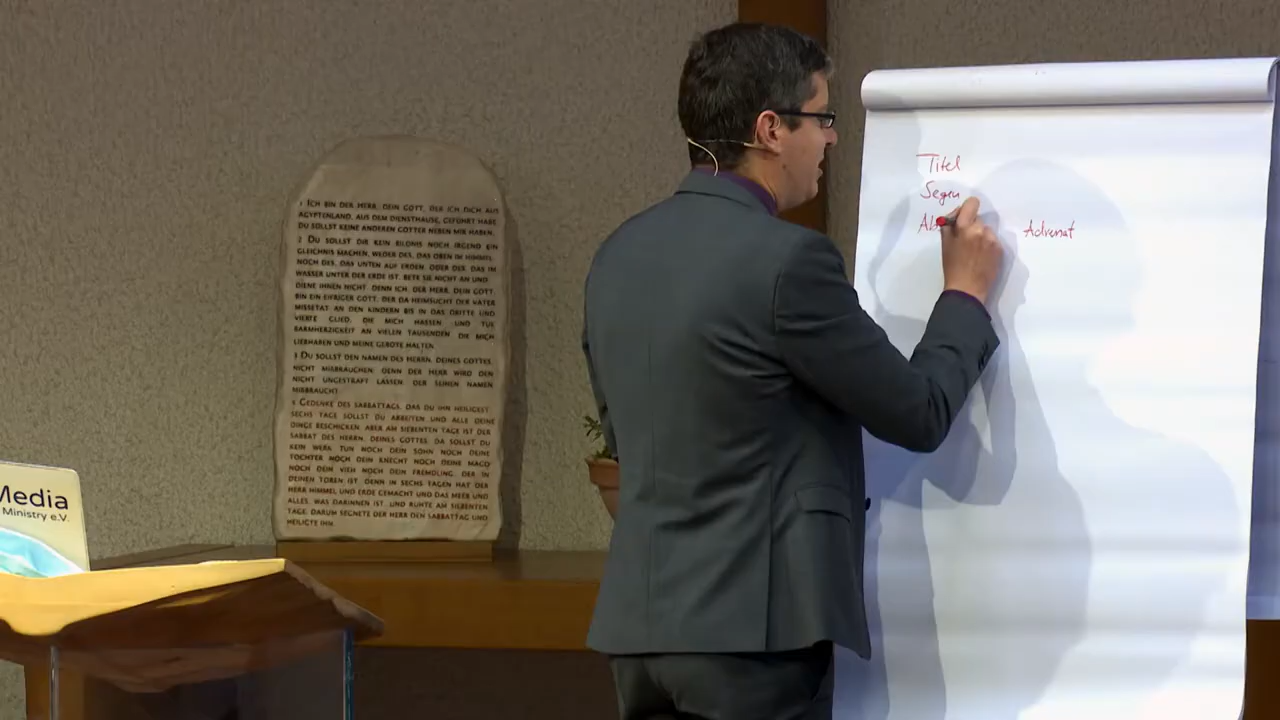 Media
Ministry e.V.
1 ICH BIN DER HERR, DEIN GOTT, DER ICH DICH AUS
ÄGYPTENLAND, AUS DEM DIENSTHAUSE, GEFÜHRT HABE.
DU SOLLST KEINE ANDEREN GÖTTER NEBEN MIR HABEN.
2 DU SOLLST DIR KEIN BILDNIS NOCH IRGEND EIN
GLEICHNIS MACHEN, WEDER DES, DAS OBEN IM HIMMEL,
NOCH DES, DAS UNTEN AUF ERDEN, ODER DES, DAS IM
WASSER UNTER DER ERDE IST. BETE SIE NICHT AN UND
DIENE IHNEN NICHT. DENN ICH, DER HERR, DEIN GOTT,
BIN EIN EIFRIGER GOTT, DER DA HEIMSUCHT DER VÄTER
MISSETAT AN DEN KINDERN BIS IN DAS DRITTE UND
VIERTE GLIED, DIE MICH HASSEN UND TUE
BARMHERZIGKEIT AN VIELEN TAUSENDEN, DIE MICH
LIEBHABEN UND MEINE GEBOTE HALTEN.
3 DU SOLLST DEN NAMEN DES HERRN, DEINES GOTTES,
NICHT MIßBRAUCHEN, DENN DER HERR WIRD DEN
NICHT UNGESTRAFT LASSEN, DER SEINEN NAMEN
MIßBRAUCHT.
4 GEDENKE DES SABBATTAGS, DAS DU IHN HEILIGEST.
SECHS TAGE SOLLST DU ARBEITEN UND ALLE DEINE
DINGE BESCHICKEN. ABER AM SIEBENTEN TAGE IST DER
SABBAT DES HERRN, DEINES GOTTES. DA SOLLST DU
KEIN WERK TUN NOCH DEIN SOHN NOCH DEINE
TOCHTER NOCH DEIN KNECHT NOCH DEINE MAGD
NOCH DEIN VIEH NOCH DEIN FREMDLING, DER IN
DEINEN TOREN IST. DENN IN SECHS TAGEN HAT DER
HERR HIMMEL UND ERDE GEMACHT UND DAS MEER UND
ALLES, WAS DARINNEN IST, UND RUHTE AM SIEBENTEN
TAGE. DARUM SEGNETE DER HERR DEN SABBATTAG UND
HEILIGTE IHN.
Titel
Segen
Ab Adressat